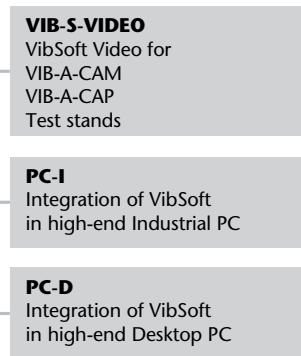 VIB-S-VIDEO
VibSoft Video for
VIB-A-CAM
VIB-A-CAP
Test stands
PC-I
Integration of VibSoft
in high-end Industrial PC
PC-D
Integration of VibSoft
in high-end Desktop PC